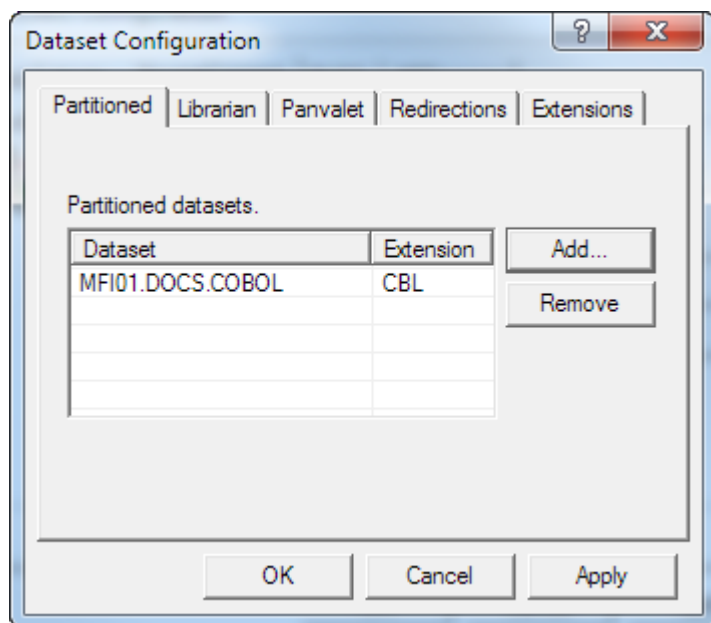 Dataset Configuration
?
X
Partitioned Librarian Panvalet Redirections Extensions
Partitioned datasets.
Dataset Extension
MFI01.DOCS.COBOL CBL
Add...
Remove
OK Cancel Apply